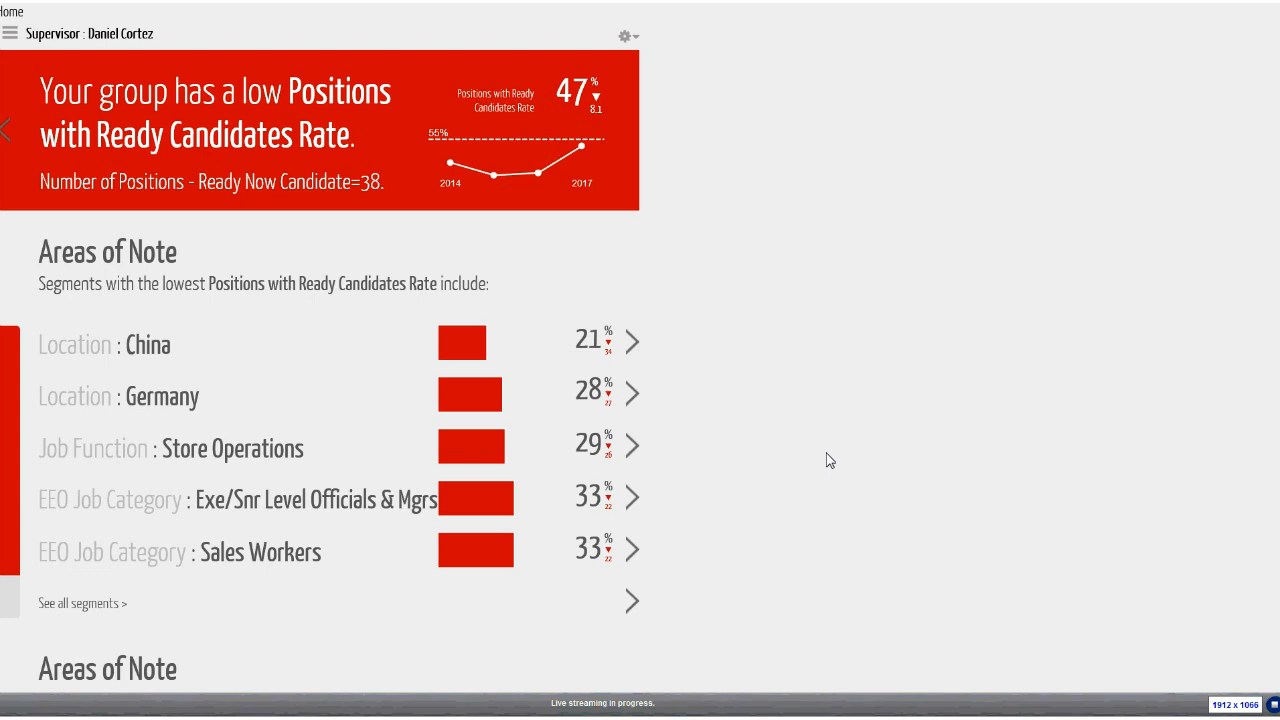 Home
Supervisor : Daniel Cortez
Your group has a low Positions
with Ready Candidates Rate.
Number of Positions - Ready Now Candidate=38.
Positions with Ready
Candidates Rate
47 %
8.1
55%
2014
2017
Areas of Note
Segments with the lowest Positions with Ready Candidates Rate include:
Location : China
21 %
34
Location : Germany
28 %
27
Job Function : Store Operations
29 %
26
EEO Job Category : Exe/Snr Level Officials & Mgrs
33 %
22
EEO Job Category : Sales Workers
33 %
22
See all segments >
Areas of Note
Live streaming in progress.
1912 x 1066